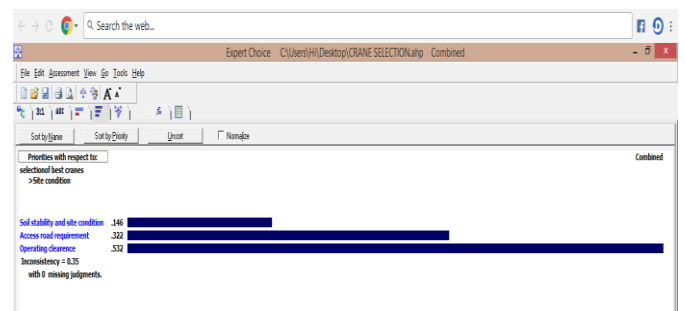 Search the web...
Expert Choice C:\Users\Hi\Desktop\CRANE SELECTION.ahp Combined
File Edit Assessment View Go Tools Help
3:1 ABC
Sort by Name Sort by Priority Unsort Normalize
Priorities with respect to: Combined
selectionof best cranes
>Site condition
Soil stability and site condition .146
Access road requirement .322
Operating clearence .532
Inconsistency = 0.35
with 0 missing judgments.